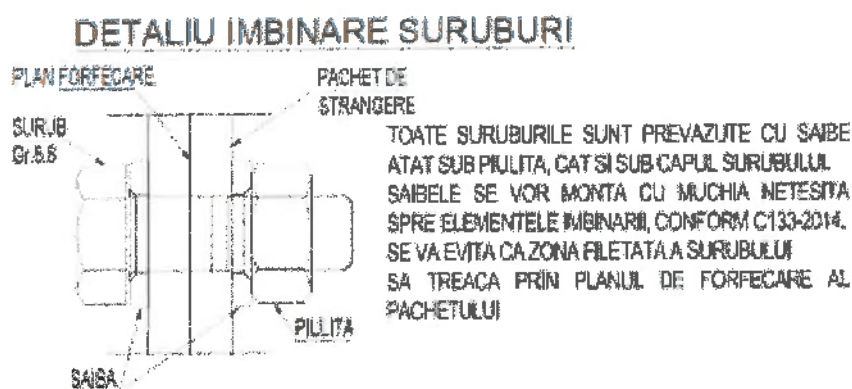 DETALIU IMBINARE SURUBURI
PLAN FORFECARE
PACHET DE
STRANGERE
SURUB
Gr.8.8
TOATE SURUBURILE SUNT PREVAZUTE CU SAIBE
ATAT SUB PIULITA, CAT SI SUB CAPUL SURUBULUI.
SAIBELE SE VOR MONTA CU MUCHIA NETESITA
SPRE ELEMENTELE IMBINARII, CONFORM C133-2014.
SE VA EVITA CA ZONA FILETATA A SURUBULUI
SA TREACA PRIN PLANUL DE FORFECARE AL
PACHETULUI
PIULITA
SAIBA